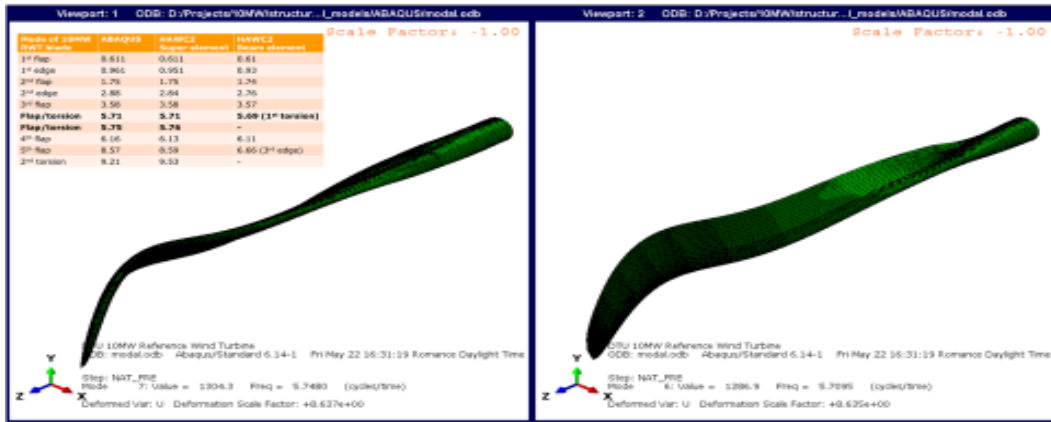 Viewport: 1 ODB: D:/Projects/10MW/structur...l_models/ABAQUS/modal.odb
Scale Factor: -1.00
Mode of 10MW RWT blade ABAQUS HAWC2 Super element HAWC2 Beam element
1st flap 0.611 0.611 0.61
1st edge 0.961 0.951 0.93
2nd flap 1.75 1.75 1.74
2nd edge 2.88 2.84 2.76
3rd flap 3.58 3.58 3.57
Flap/torsion 5.71 5.71 5.69 (1st torsion)
Flap/torsion 5.75 5.76 -
4th flap 6.16 6.13 6.11
5th flap 8.57 8.59 6.66 (3rd edge)
2nd torsion 9.21 9.53 -
Y
Z X
DTU 10MW Reference Wind Turbine
ODB: modal.odb Abaqus/Standard 6.14-1 Fri May 22 16:31:19 Romance Daylight Time
Step: NAT_FRE
Mode 7: Value = 1304.3 Freq = 5.7480 (cycles/time)
Deformed Var: U Deformation Scale Factor: +8.637e+00
Viewport: 2 ODB: D:/Projects/10MW/structur...l_models/ABAQUS/modal.odb
Scale Factor: -1.00
Y
Z X
DTU 10MW Reference Wind Turbine
ODB: modal.odb Abaqus/Standard 6.14-1 Fri May 22 16:31:19 Romance Daylight Time
Step: NAT_FRE
Mode 6: Value = 1286.9 Freq = 5.7095 (cycles/time)
Deformed Var: U Deformation Scale Factor: +8.635e+00